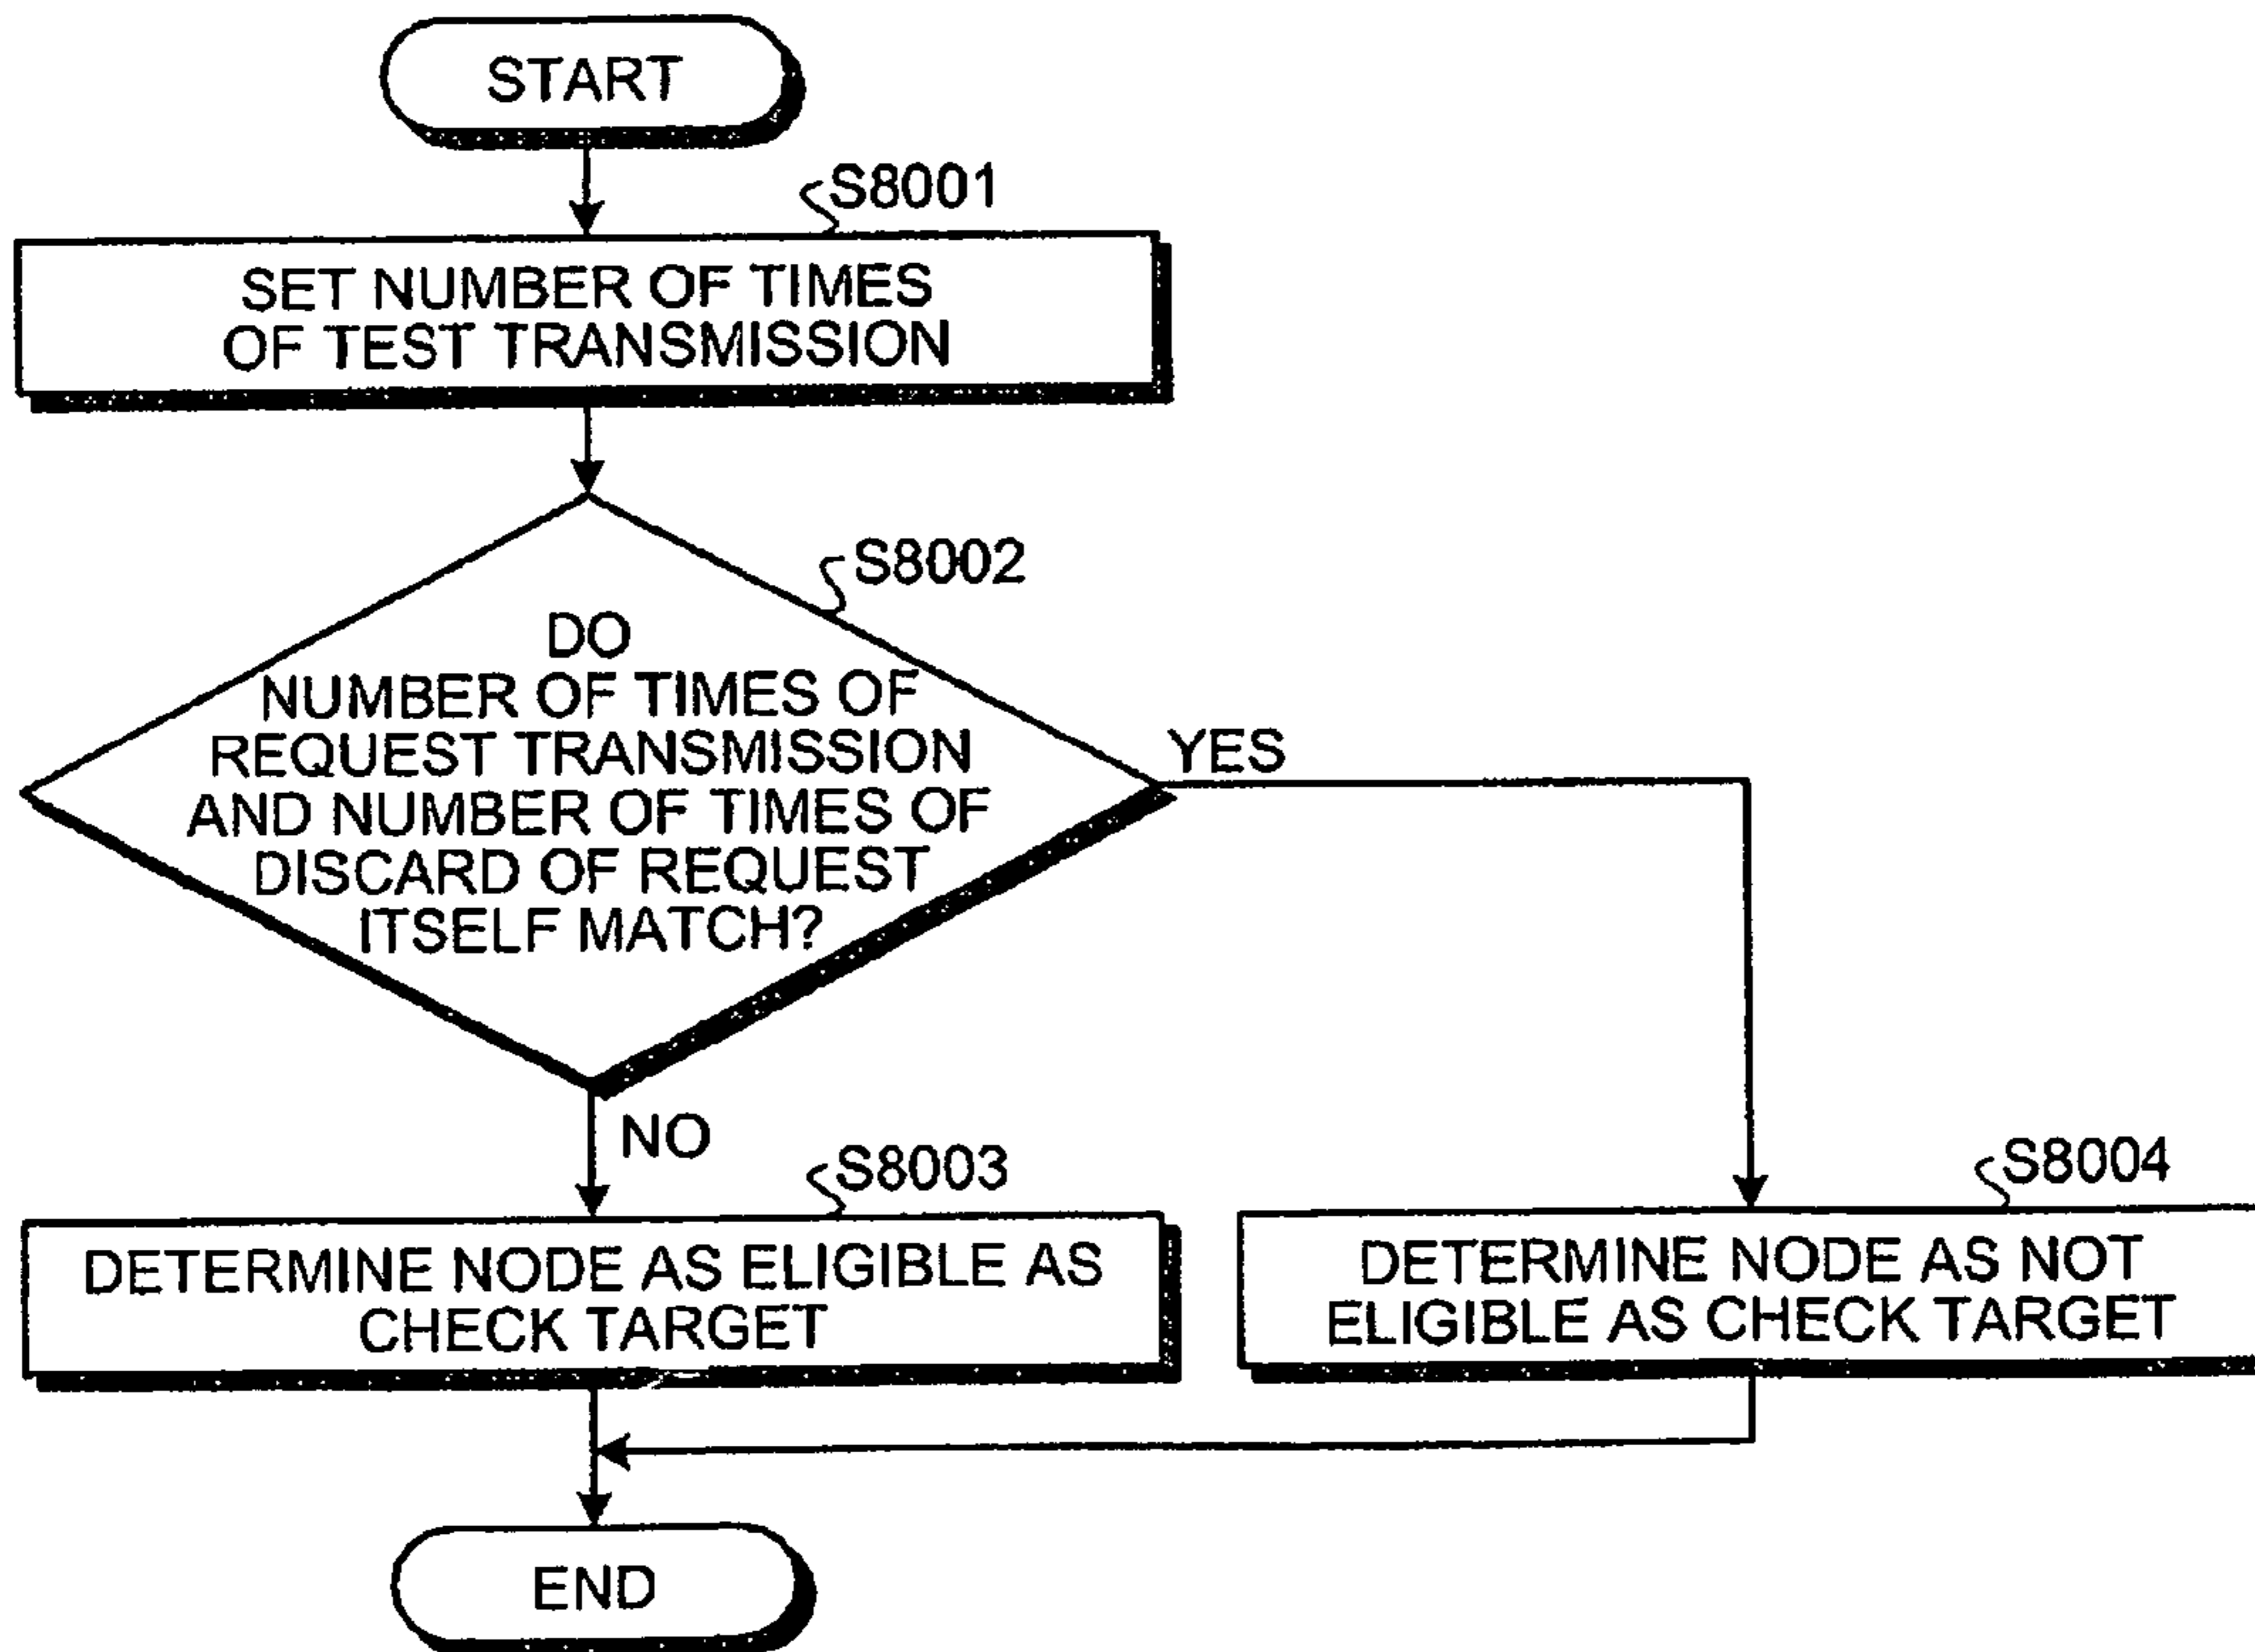 START
S8001
SET NUMBER OF TIMES
OF TEST TRANSMISSION
S8002
DO
NUMBER OF TIMES OF
REQUEST TRANSMISSION
AND NUMBER OF TIMES OF
DISCARD OF REQUEST
ITSELF MATCH?
YES
NO
S8003
DETERMINE NODE AS ELIGIBLE AS
CHECK TARGET
S8004
DETERMINE NODE AS NOT
ELIGIBLE AS CHECK TARGET
END